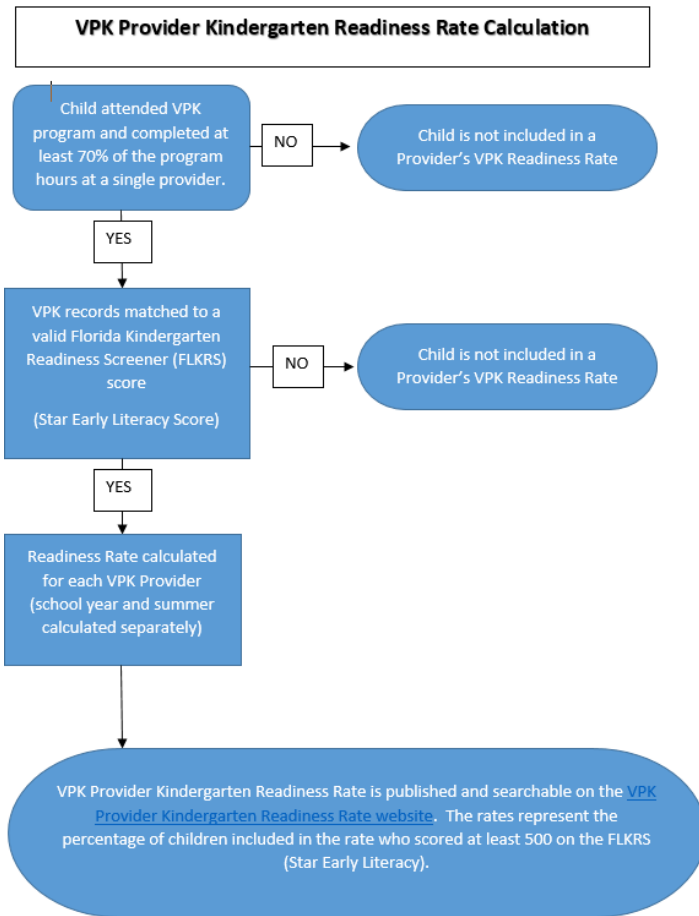 VPK Provider Kindergarten Readiness Rate Calculation
Child attended VPK
program and completed at
least 70% of the program
hours at a single provider.
NO
Child is not included in a
Provider's VPK Readiness Rate
YES
VPK records matched to a
valid Florida Kindergarten
Readiness Screener (FLKRS)
score
(Star Early Literacy Score)
NO
Child is not included in a
Provider's VPK Readiness Rate
YES
Readiness Rate calculated
for each VPK Provider
(school year and summer
calculated separately)
VPK Provider Kindergarten Readiness Rate is published and searchable on the VPK
Provider Kindergarten Readiness Rate website. The rates represent the
percentage of children included in the rate who scored at least 500 on the FLKRS
(Star Early Literacy).